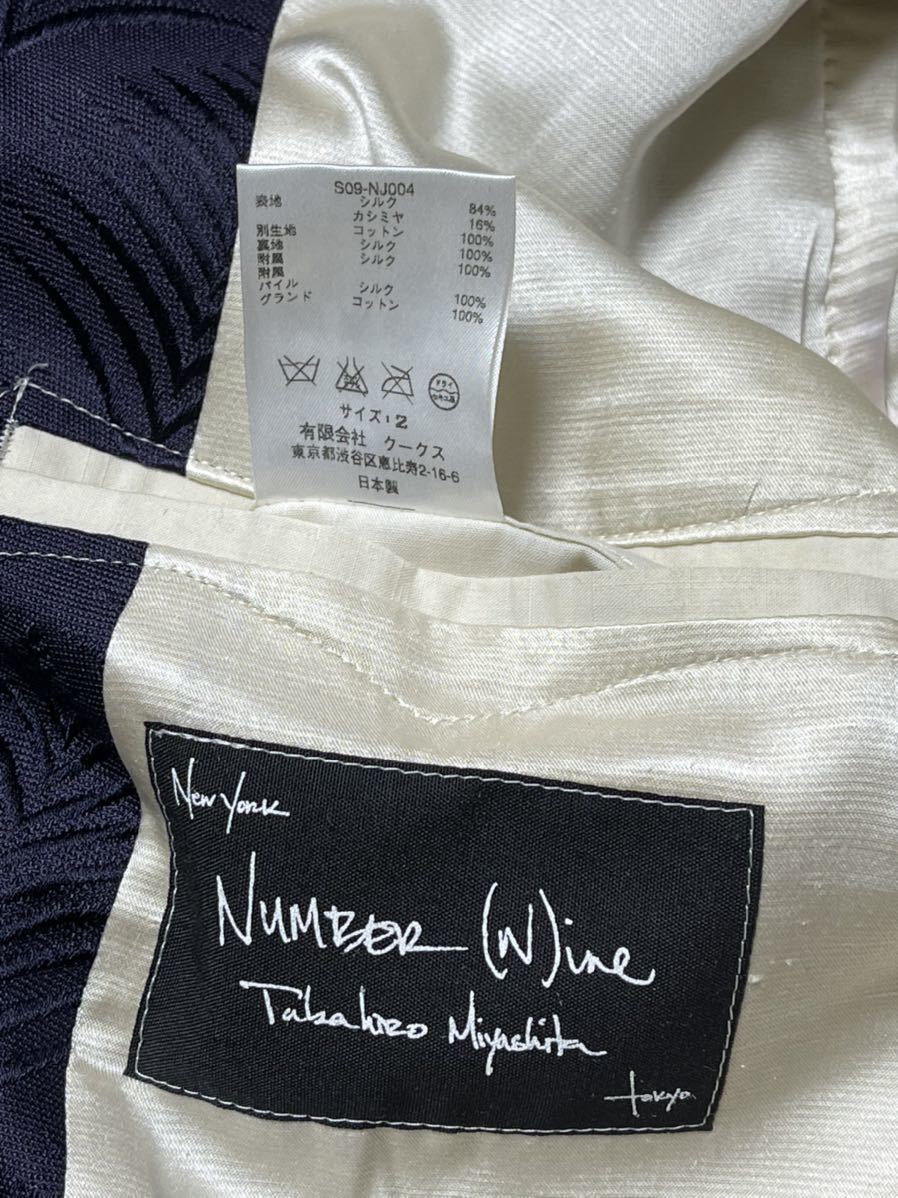 S09-NJ004
表地 シルク 84%
カシミヤ 16%
別生地 コットン 100%
裏地 シルク 100%
附属 シルク 100%
附属
パイル シルク 100%
グランド コットン 100%
ドライ
サイズ:2
有限会社 クークス
東京都渋谷区恵比寿2-16-6
日本製
New York
NUMBER (N)ine
Takahiro Miyashita
tokyo